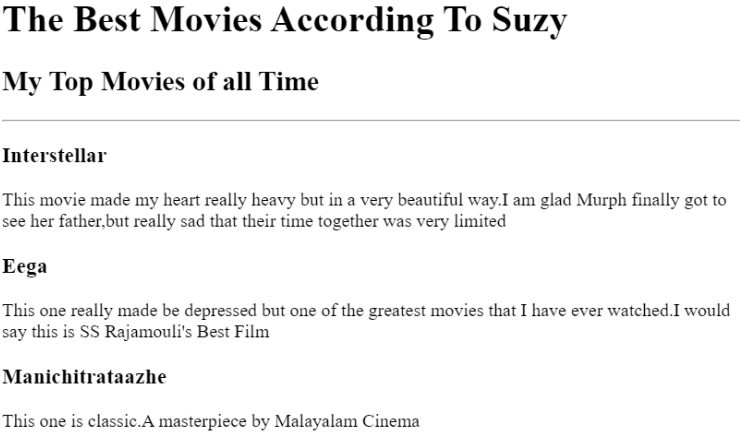 The Best Movies According To Suzy
My Top Movies of all Time
Interstellar
This movie made my heart really heavy but in a very beautiful way.I am glad Murph finally got to
see her father,but really sad that their time together was very limited
Eega
This one really made be depressed but one of the greatest movies that I have ever watched.I would
say this is SS Rajamouli's Best Film
Manichitrataazhe
This one is classic.A masterpiece by Malayalam Cinema